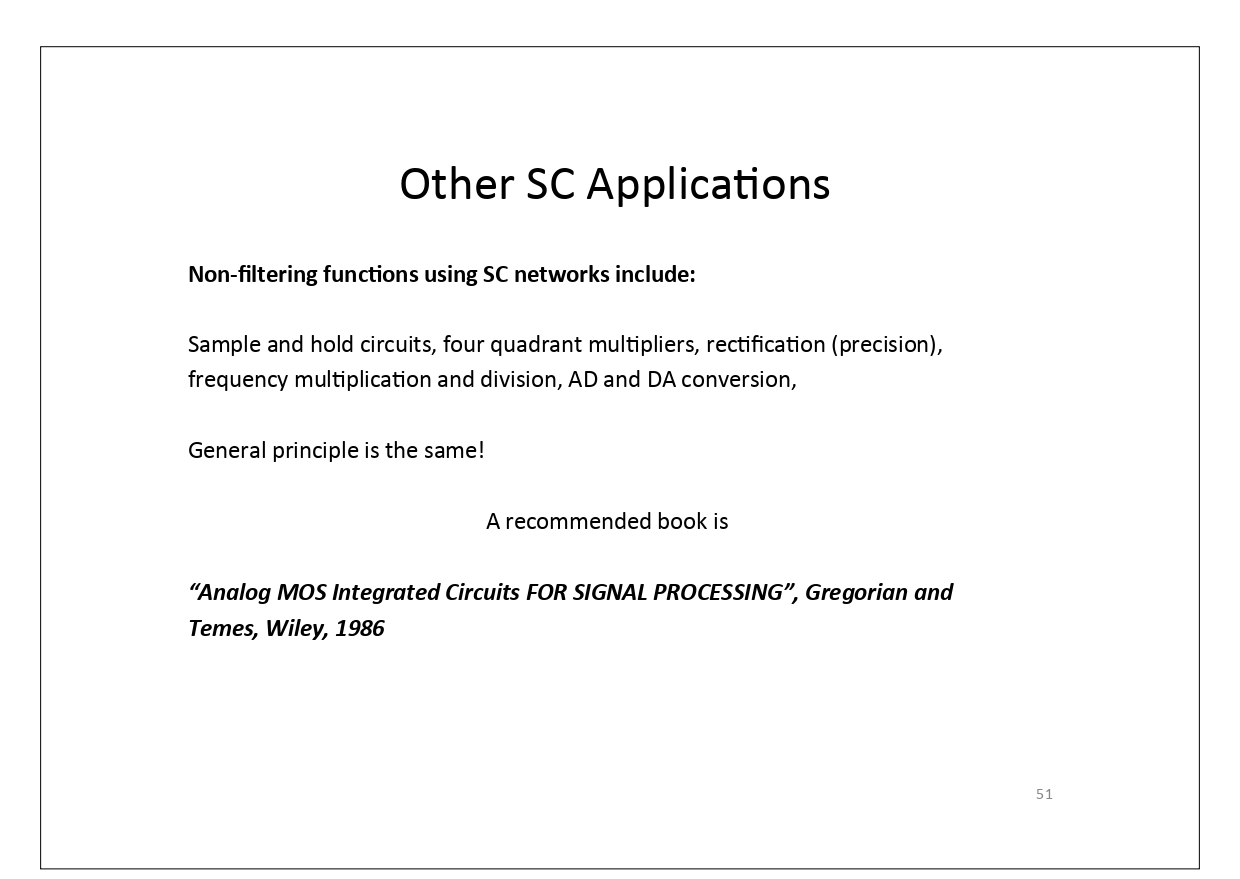 Other SC Applications
Non-filtering functions using SC networks include:
Sample and hold circuits, four quadrant multipliers, rectification (precision),
frequency multiplication and division, AD and DA conversion,
General principle is the same!
A recommended book is
“Analog MOS Integrated Circuits FOR SIGNAL PROCESSING”, Gregorian and
Temes, Wiley, 1986
51